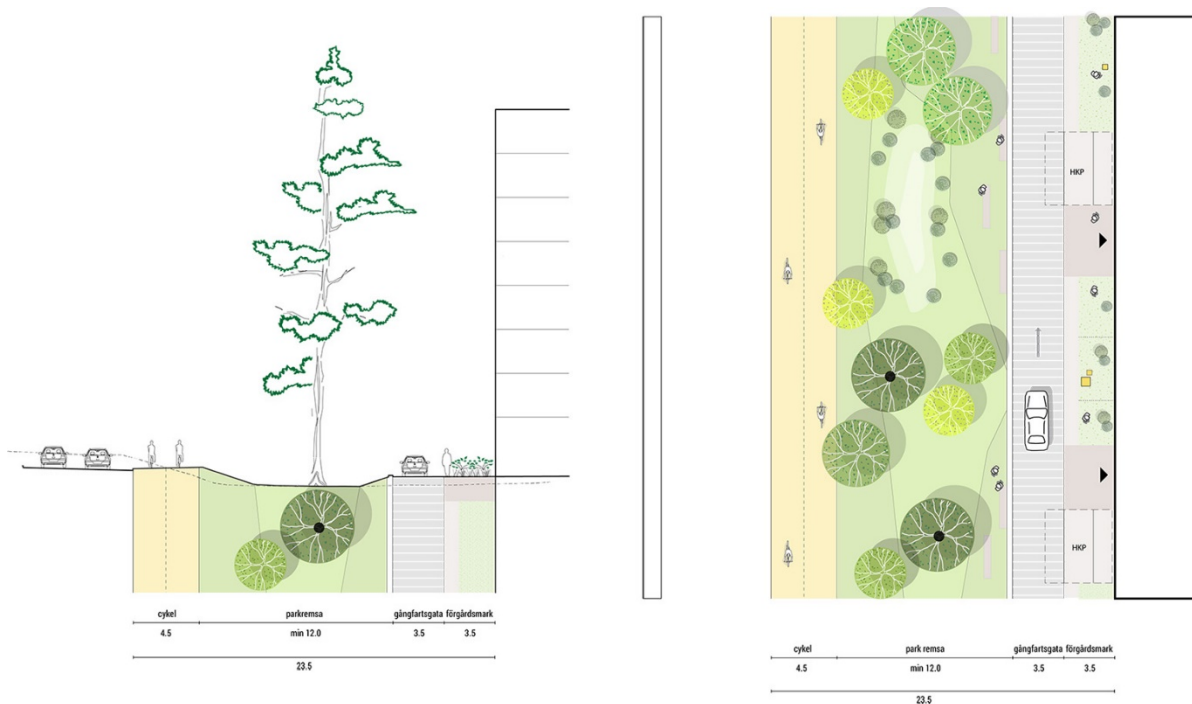 HKP
HKP
cykel parkremsa gångfartsgata förgårdsmark
4.5 min 12.0 3.5 3.5
23.5
cykel park remsa gångfartsgata förgårdsmark
4.5 min 12.0 3.5 3.5
23.5